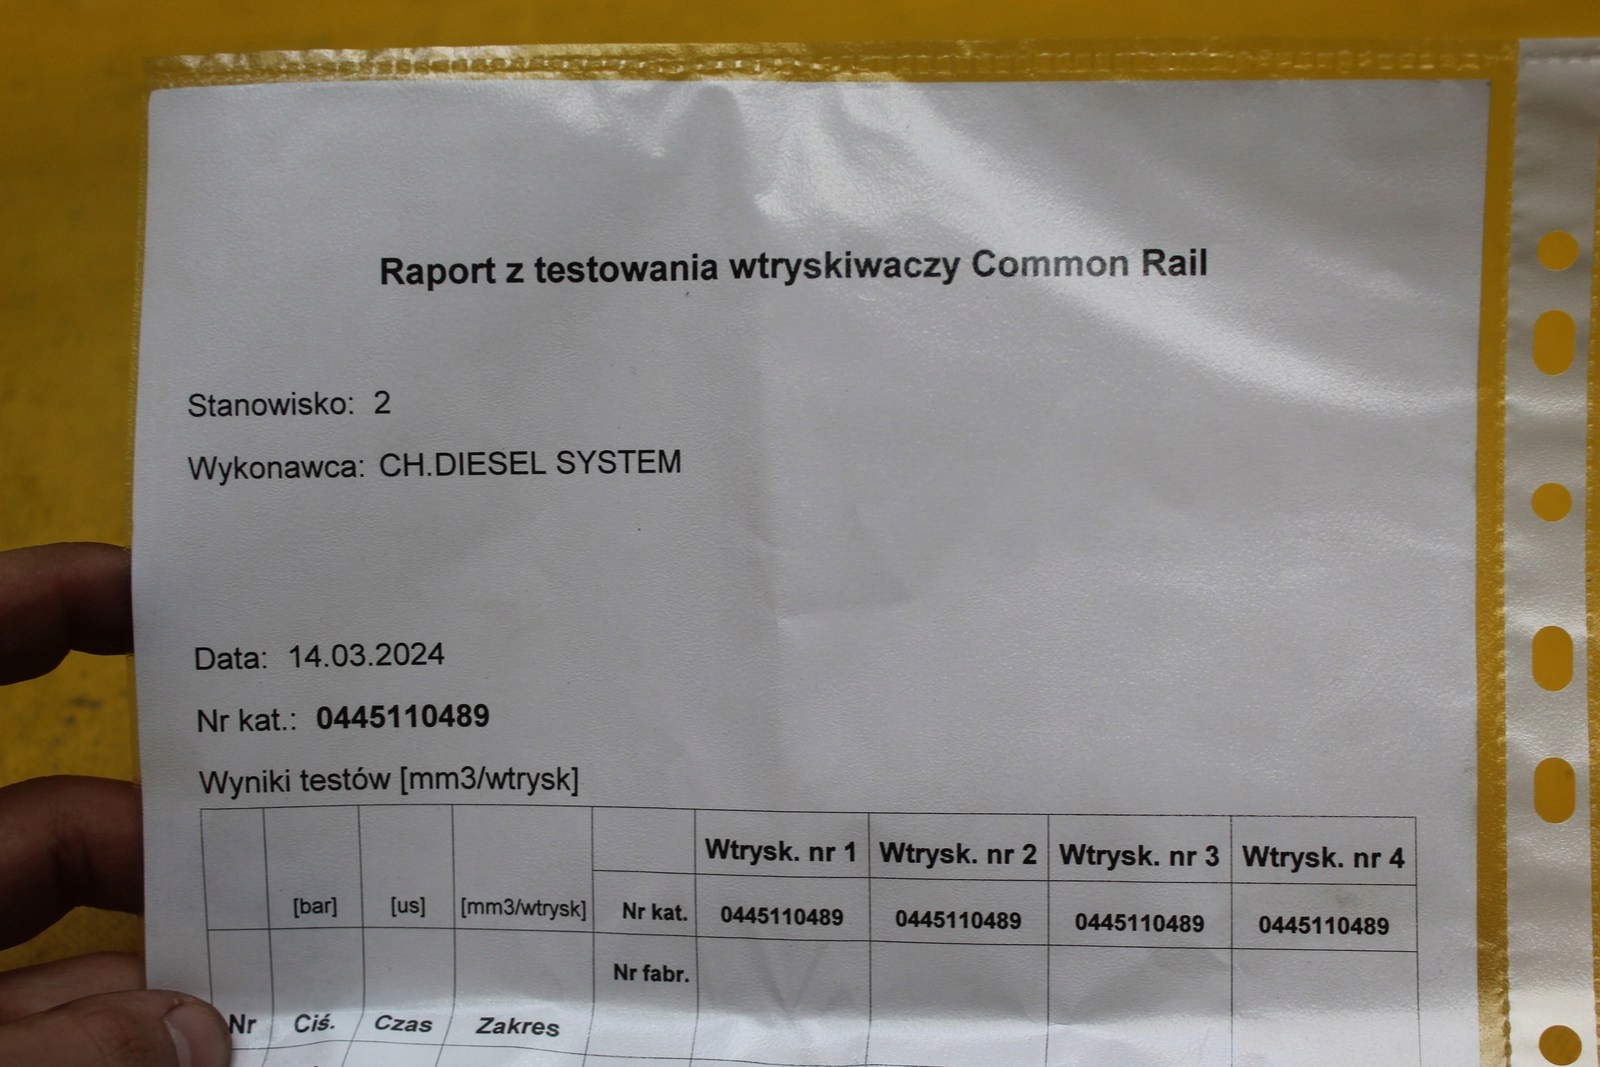 Raport z testowania wtryskiwaczy Common Rail
Stanowisko: 2
Wykonawca: CH.DIESEL SYSTEM
Data: 14.03.2024
Nr kat.: 0445110489
Wyniki testów [mm3/wtrysk]
Wtrysk. nr 1 Wtrysk. nr 2 Wtrysk. nr 3 Wtrysk. nr 4
[bar] [us] [mm3/wtrysk] Nr kat. 0445110489 0445110489 0445110489 0445110489
Nr fabr.
Nr Ciś. Czas Zakres